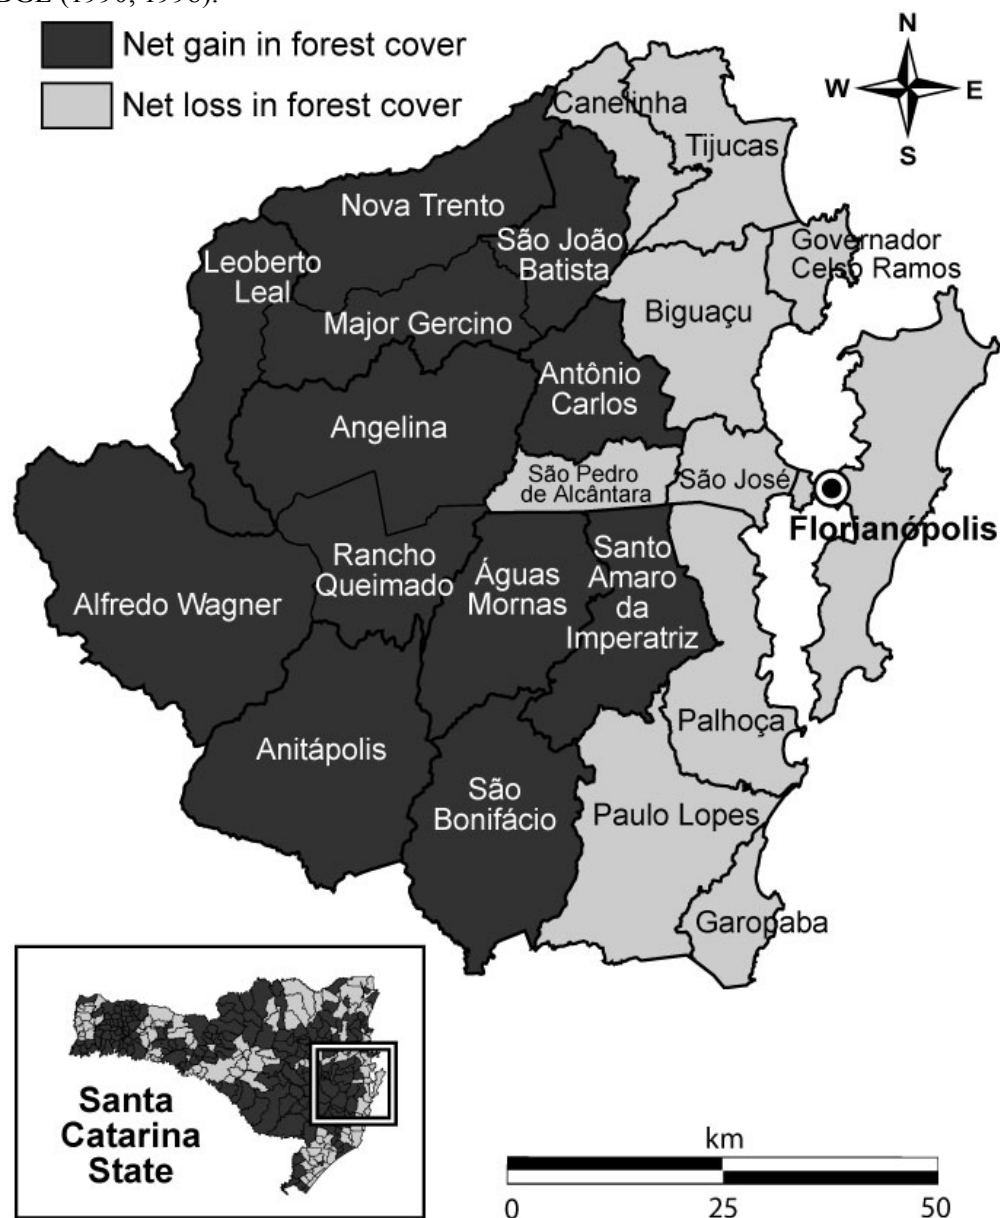 (1990, 1996).
Net gain in forest cover
Net loss in forest cover
N
W E
S
Canelinha
Tijucas
Nova Trento
São João
Batista
Governador
Celso Ramos
Leoberto
Leal
Major Gercino
Biguaçu
Antônio
Carlos
Angelina
São Pedro
de Alcântara
São José
Florianópolis
Rancho
Queimado
Águas
Mornas
Santo
Amaro
da
Imperatriz
Alfredo Wagner
Anitápolis
Palhoça
São
Bonifácio
Paulo Lopes
Garopaba
Santa
Catarina
State
km
0 25 50